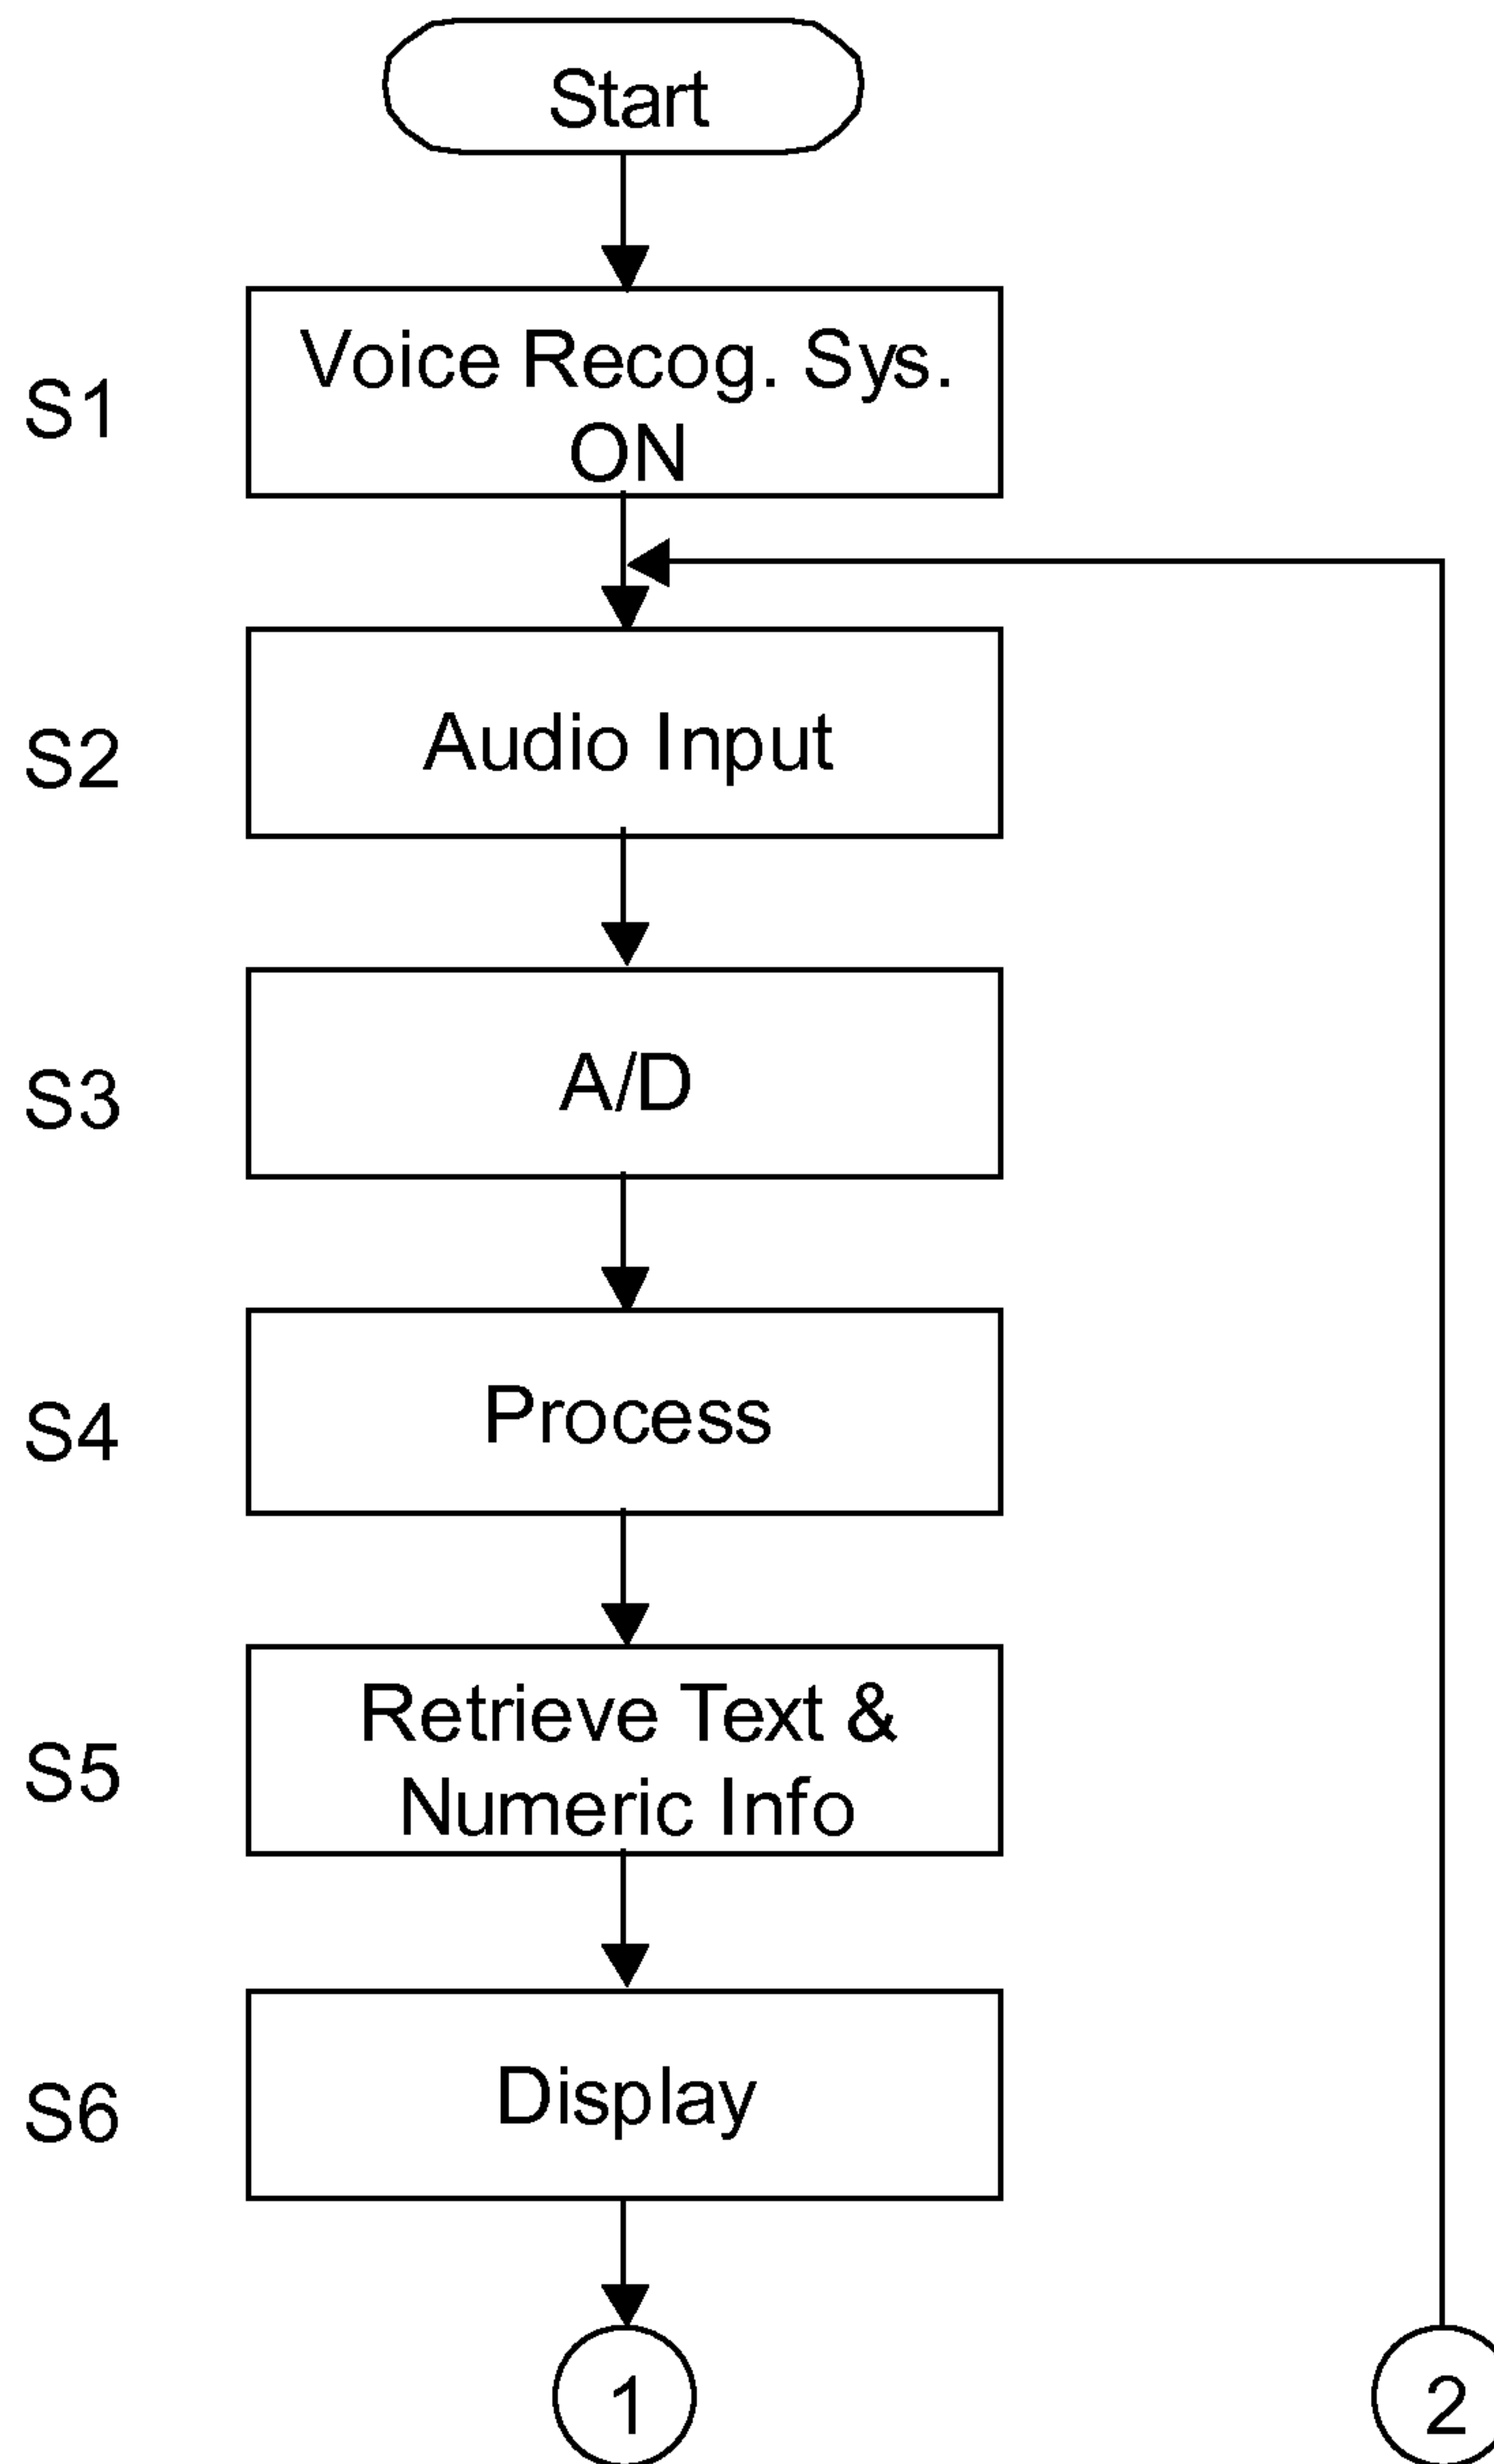 Start
S1
Voice Recog. Sys.
ON
S2
Audio Input
S3
A/D
S4
Process
S5
Retrieve Text &
Numeric Info
S6
Display
1
2